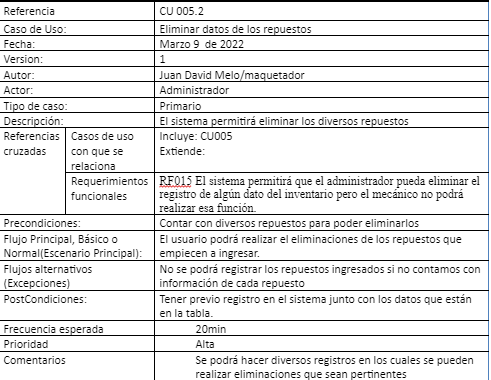 Referencia CU 005.2
Caso de Uso: Eliminar datos de los repuestos
Fecha: Marzo 9 de 2022
Version: 1
Autor: Juan David Melo/maquetador
Actor: Administrador
Tipo de caso: Primario
Descripción: El sistema permitirá eliminar los diversos repuestos
Referencias cruzadas
Casos de uso con que se relaciona
Incluye: CU005
Extiende:
Requerimientos funcionales
RF015 El sistema permitirá que el administrador pueda eliminar el
registro de algún dato del inventario pero el mecánico no podrá
realizar esa función.
Precondiciones: Contar con diversos repuestos para poder eliminarlos
Flujo Principal, Básico o
Normal(Escenario Principal):
El usuario podrá realizar el eliminaciones de los repuestos que
empiecen a ingresar.
Flujos alternativos
(Excepciones)
No se podrá registrar los repuestos ingresados si no contamos con
información de cada repuesto
PostCondiciones:
Tener previo registro en el sistema junto con los datos que están
en la tabla.
Frecuencia esperada 20min
Prioridad Alta
Comentarios
Se podrá hacer diversos registros en los cuales se pueden
realizar eliminaciones que sean pertinentes